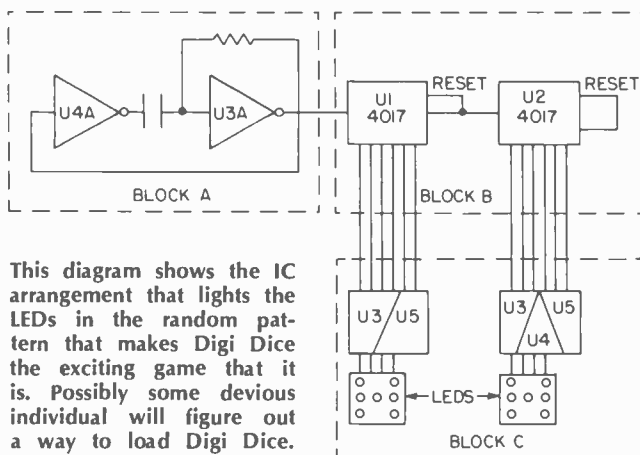 U4A
U3A
BLOCK A
U1
4017
RESET
U2
4017
RESET
BLOCK B
U3
U5
U3
U4
U5
LEDS
BLOCK C
This diagram shows the IC
arrangement that lights the
LEDs in the random pat-
tern that makes Digi Dice
the exciting game that it
is. Possibly some devious
individual will figure out
a way to load Digi Dice.